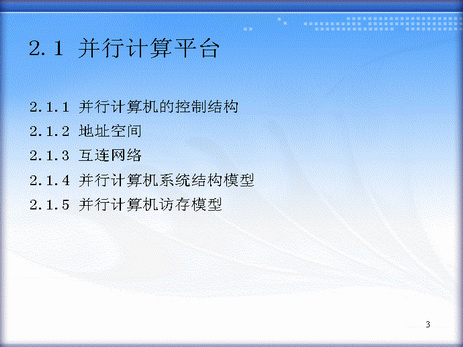 2.1 并行计算平台
2.1.1 并行计算机的控制结构
2.1.2 地址空间
2.1.3 互连网络
2.1.4 并行计算机系统结构模型
2.1.5 并行计算机访存模型
3